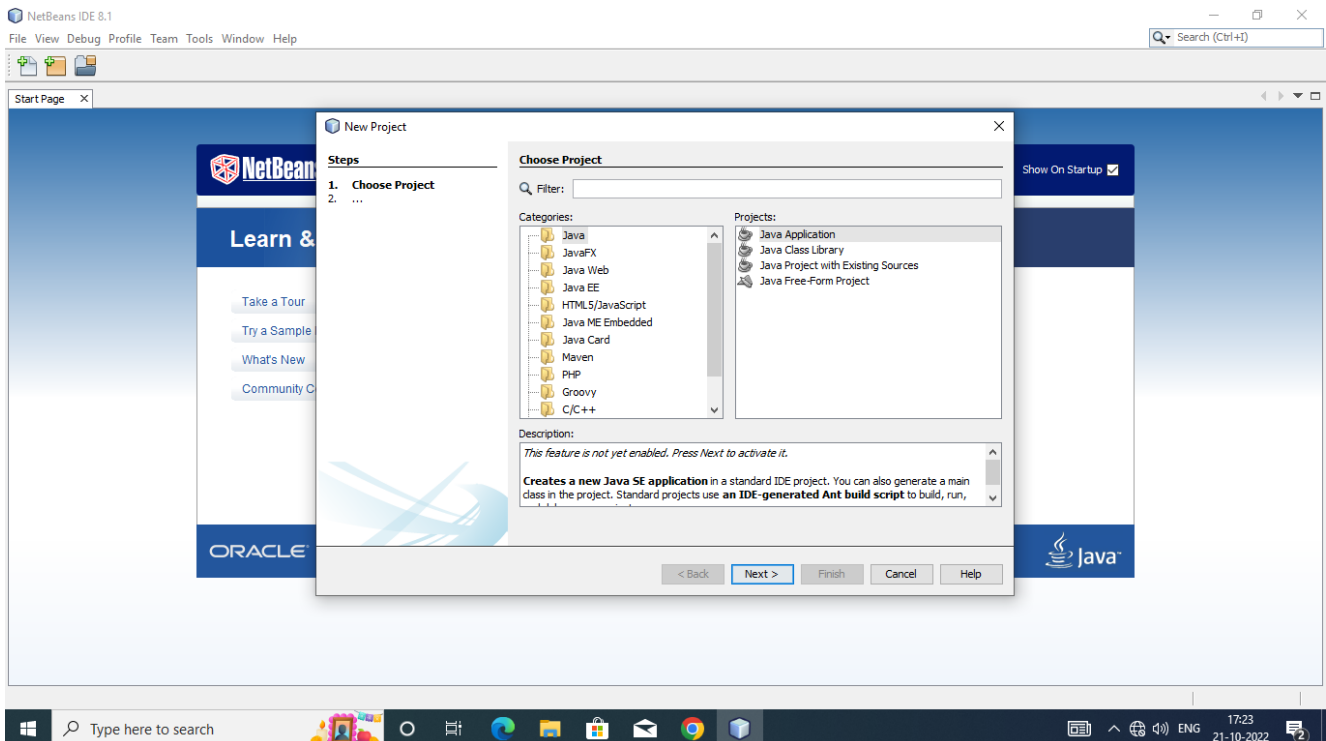 NetBeans IDE 8.1
File View Debug Profile Team Tools Window Help
Search (Ctrl+I)
Start Page
New Project
Steps
1. Choose Project
2. ...
Choose Project
Filter:
Categories:
Java
JavaFX
Java Web
Java EE
HTML5/JavaScript
Java ME Embedded
Java Card
Maven
PHP
Groovy
C/C++
Projects:
Java Application
Java Class Library
Java Project with Existing Sources
Java Free-Form Project
Description:
This feature is not yet enabled. Press Next to activate it.
Creates a new Java SE application in a standard IDE project. You can also generate a main
class in the project. Standard projects use an IDE-generated Ant build script to build, run,
< Back Next > Finish Cancel Help
NetBean
Show On Startup
Learn &
Take a Tour
Try a Sample
What's New
Community C
ORACLE
Java
Type here to search
ENG
17:23
21-10-2022
2